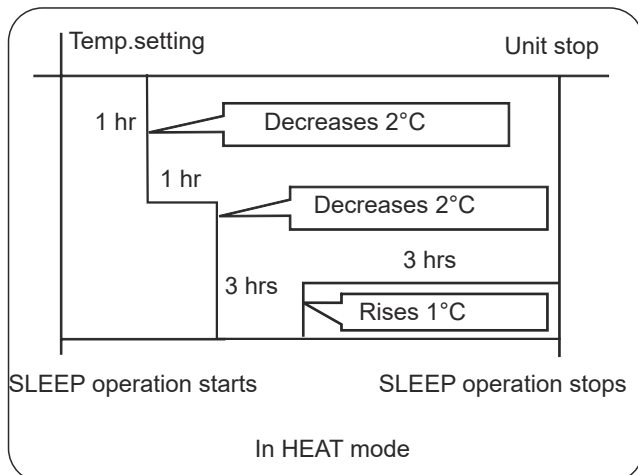 Temp.setting
Unit stop
1 hr
Decreases 2°C
1 hr
Decreases 2°C
3 hrs
3 hrs
Rises 1°C
SLEEP operation starts
SLEEP operation stops
In HEAT mode